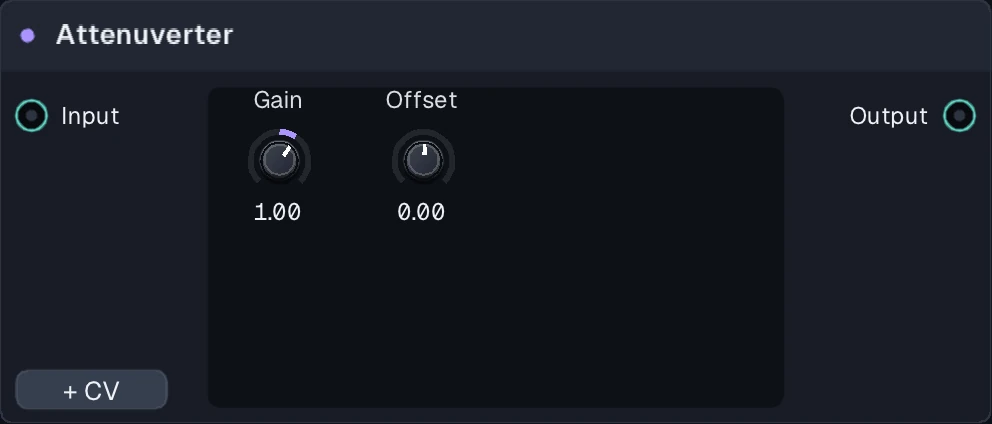 Attenuverter
Input
Gain
Offset
Output
1.00
0.00
+ CV